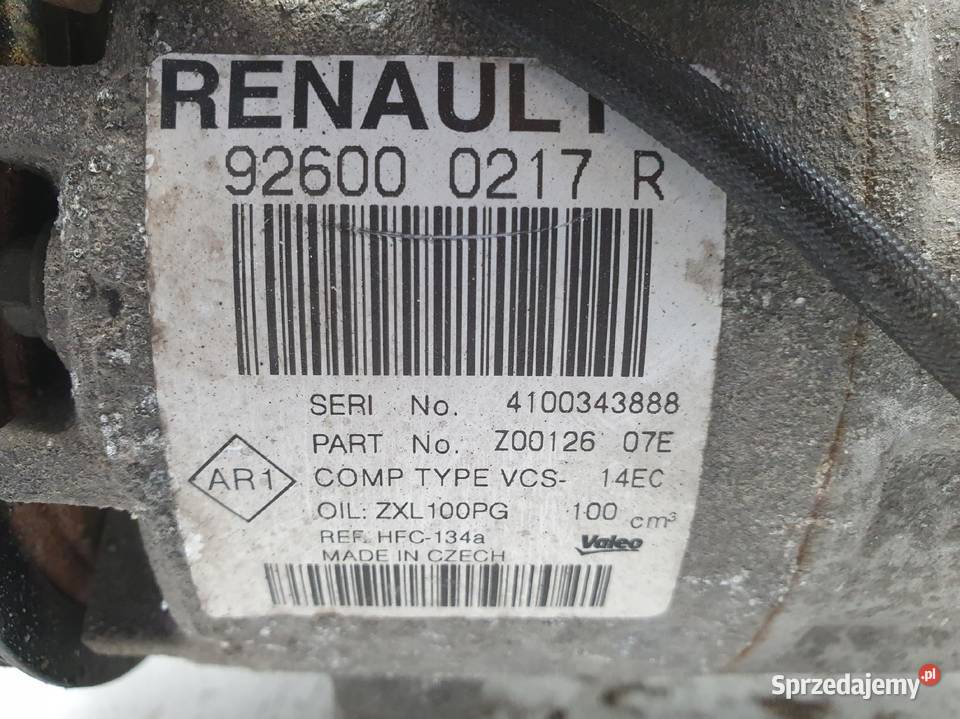 RENAULT
92600 0217 R
SERI No. 4100343888
PART No. Z00126 07E
AR1
COMP TYPE VCS- 14EC
OIL: ZXL100PG 100 cm³
REF. HFC-134a
MADE IN CZECH
Valeo
Sprzedajemy.pl